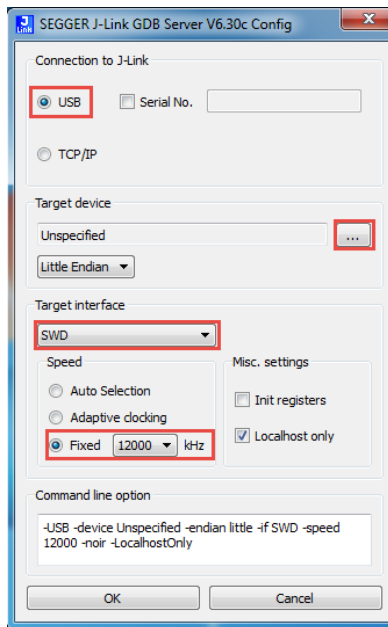 SEGGER J-Link GDB Server V6.30c Config
Connection to J-Link
USB
Serial No.
TCP/IP
Target device
Unspecified
...
Little Endian
Target interface
SWD
Speed
Auto Selection
Adaptive clocking
Fixed 12000 kHz
Misc. settings
Init registers
Localhost only
Command line option
-USB -device Unspecified -endian little -if SWD -speed
12000 -noir -LocalhostOnly
OK
Cancel